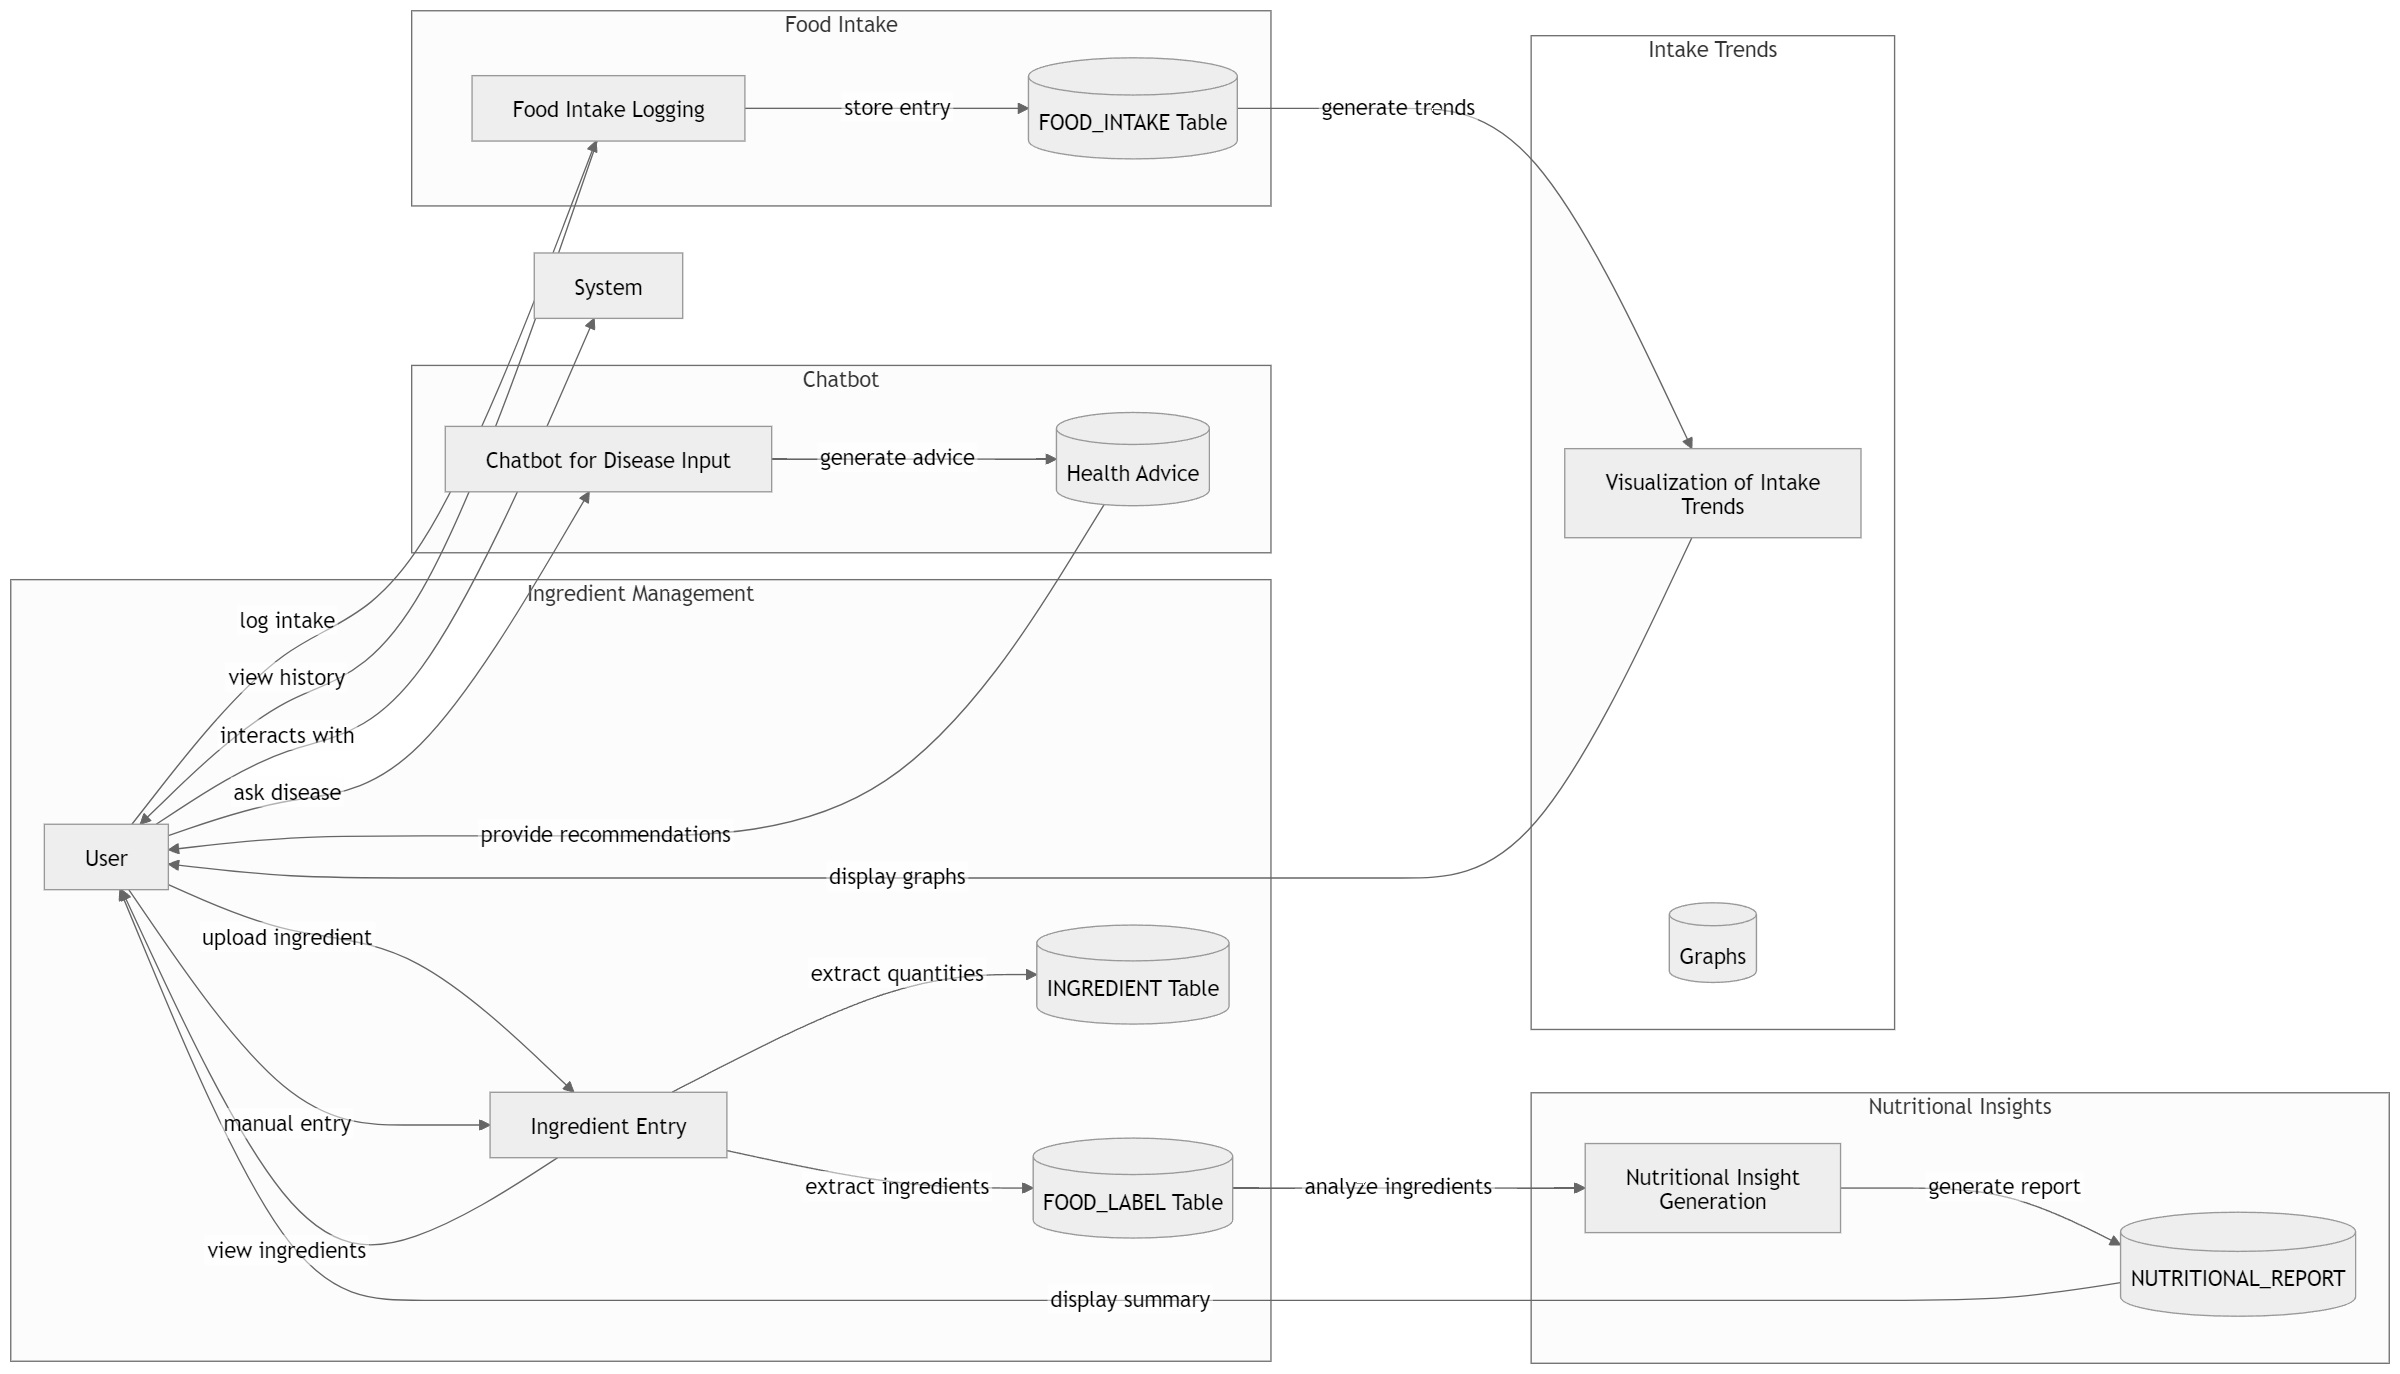 Food Intake
Food Intake Logging
store entry
FOOD_INTAKE Table
generate trends
Intake Trends
System
Chatbot
Chatbot for Disease Input
generate advice
Health Advice
Visualization of Intake
Trends
Ingredient Management
log intake
view history
interacts with
ask disease
provide recommendations
User
display graphs
upload ingredient
extract quantities
INGREDIENT Table
Graphs
manual entry
Ingredient Entry
extract ingredients
FOOD_LABEL Table
analyze ingredients
Nutritional Insights
Nutritional Insight
Generation
generate report
NUTRITIONAL_REPORT
view ingredients
display summary